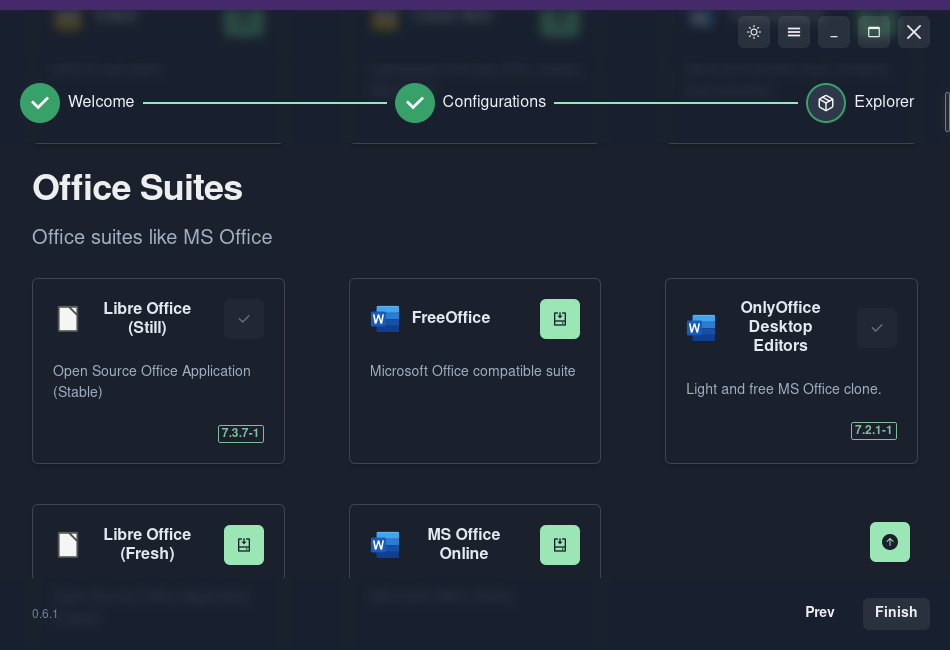 Welcome
Configurations
Explorer
Office Suites
Office suites like MS Office
Libre Office
(Still)
Open Source Office Application
(Stable)
7.3.7-1
W
FreeOffice
Microsoft Office compatible suite
W
OnlyOffice
Desktop
Editors
Light and free MS Office clone.
7.2.1-1
Libre Office
(Fresh)
W
MS Office
Online
0.6.1
Prev
Finish